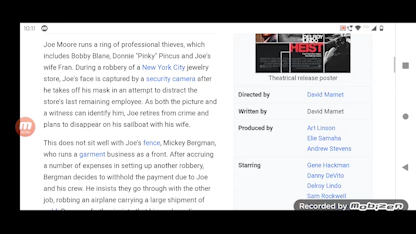 10:11
Joe Moore runs a ring of professional thieves, which
includes Bobby Blane, Donnie "Pinky" Pincus and Joe's
wife Fran. During a robbery of a New York City jewelry
store, Joe's face is captured by a security camera after
he takes off his mask in an attempt to distract the
store's last remaining employee. As both the picture and
a witness can identify him, Joe retires from crime and
plans to disappear on his sailboat with his wife.
This does not sit well with Joe's fence, Mickey Bergman,
who runs a garment business as a front. After accruing
a number of expenses in setting up another robbery,
Bergman decides to withhold the payment due to Joe
and his crew. He insists they go through with the other
job, robbing an airplane carrying a large shipment of
DELROY
LINDO
HEIST
Theatrical release poster
Directed by David Mamet
Written by David Mamet
Produced by Art Linson
Elie Samaha
Andrew Stevens
Starring Gene Hackman
Danny DeVito
Delroy Lindo
Sam Rockwell
Recorded by Mobizen